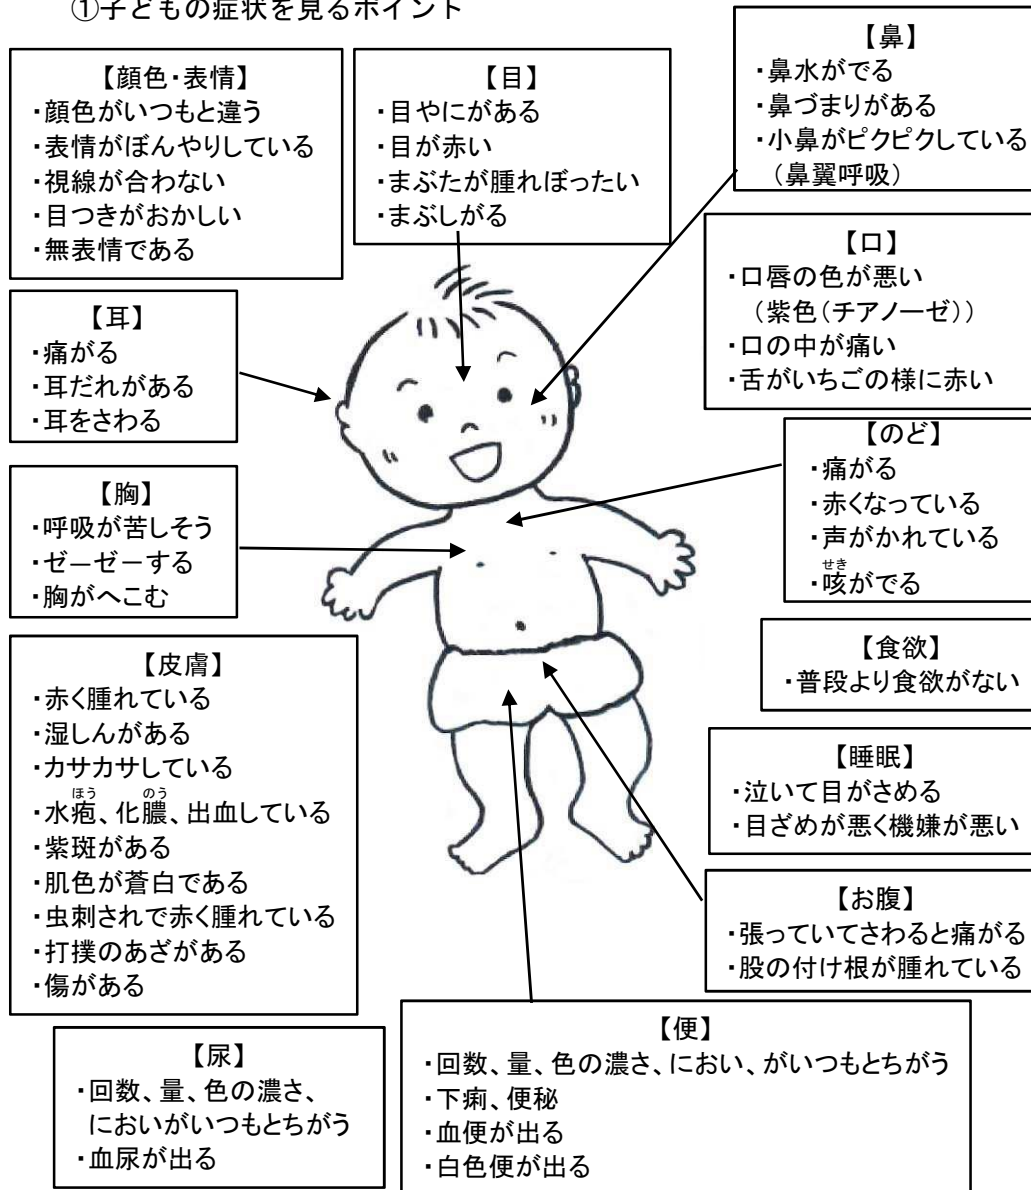 ①子どもの症状を見るポイント
【顔色・表情】
・顔色がいつもと違う
・表情がぼんやりしている
・視線が合わない
・目つきがおかしい
・無表情である
【目】
・目やにがある
・目が赤い
・まぶたが腫れぼったい
・まぶしがる
【鼻】
・鼻水がでる
・鼻づまりがある
・小鼻がピクピクしている
（鼻翼呼吸）
【口】
・口唇の色が悪い
（紫色（チアノーゼ））
・口の中が痛い
・舌がいちごの様に赤い
【耳】
・痛がる
・耳だれがある
・耳をさわる
【のど】
・痛がる
・赤くなっている
・声がかれている
せき
・咳がでる
【胸】
・呼吸が苦しそう
・ゼーゼーする
・胸がへこむ
【食欲】
・普段より食欲がない
【皮膚】
・赤く腫れている
・湿しんがある
・カサカサしている
ほう のう
・水疱、化膿、出血している
・紫斑がある
・肌色が蒼白である
・虫刺されで赤く腫れている
・打撲のあざがある
・傷がある
【睡眠】
・泣いて目がさめる
・目ざめが悪く機嫌が悪い
【お腹】
・張っていてさわると痛がる
・股の付け根が腫れている
【尿】
・回数、量、色の濃さ、
においがいつもとちがう
・血尿が出る
【便】
・回数、量、色の濃さ、におい、がいつもとちがう
・下痢、便秘
・血便が出る
・白色便が出る